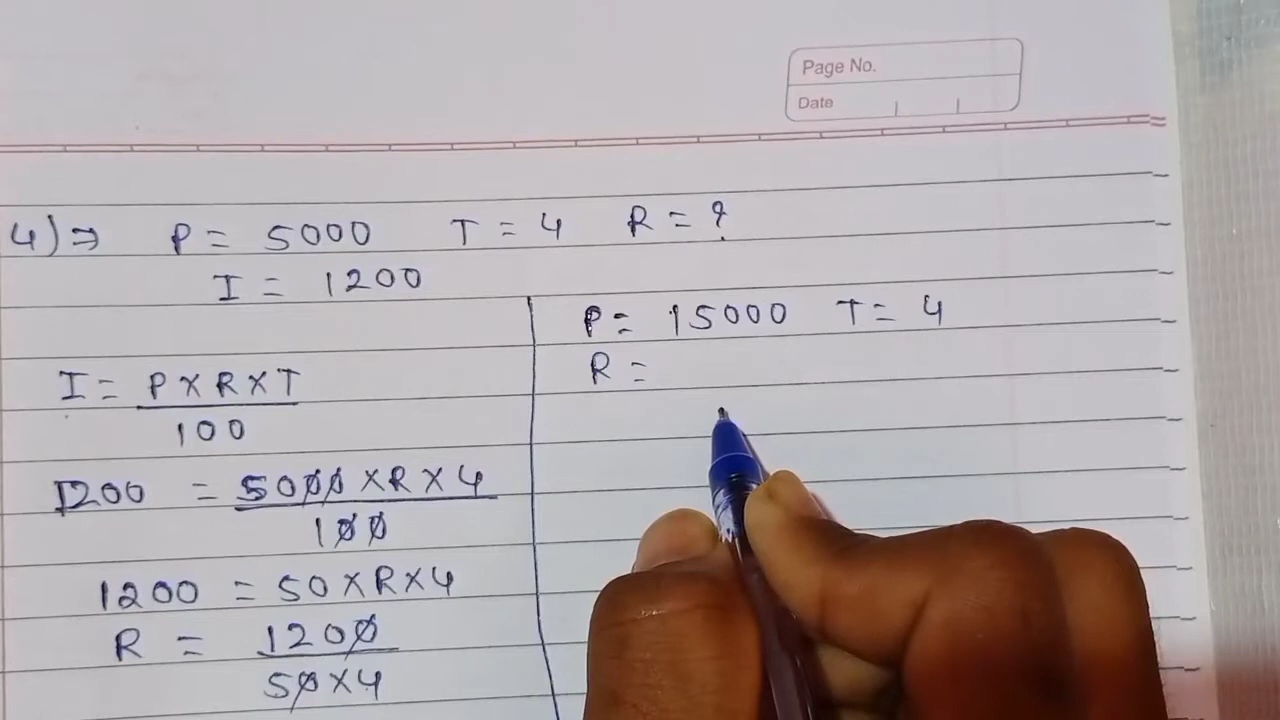 Page No.
Date
4) ⇒ P = 5000 T = 4 R = ?
I = 1200
I = P × R × T
100
1200 = 5000 × R × 4
100
1200 = 50 × R × 4
R = 1200
50 × 4
P = 15000 T = 4
R =